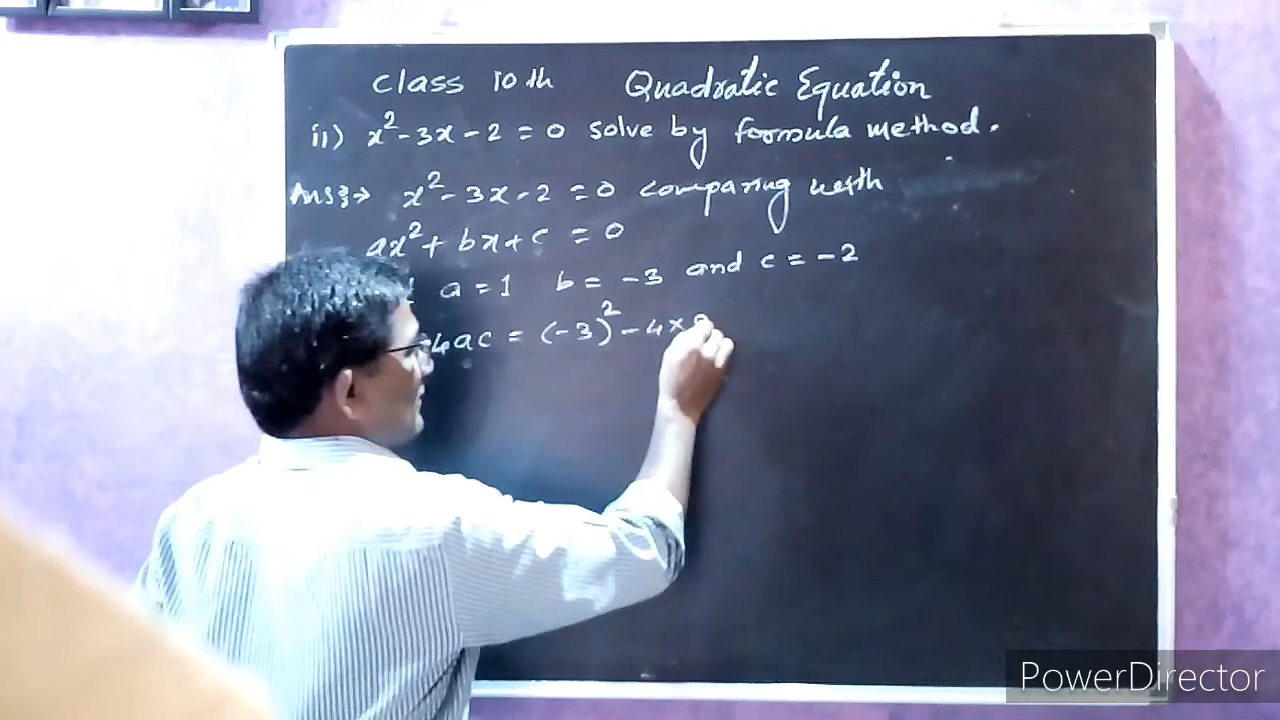 class 10th Quadratic Equation
ii) x² - 3x - 2 = 0 solve by formula method.
Ans:→ x² - 3x - 2 = 0 comparing with
ax² + bx + c = 0
a = 1 b = -3 and c = -2
4ac = (-3)² - 4 ×
PowerDirector